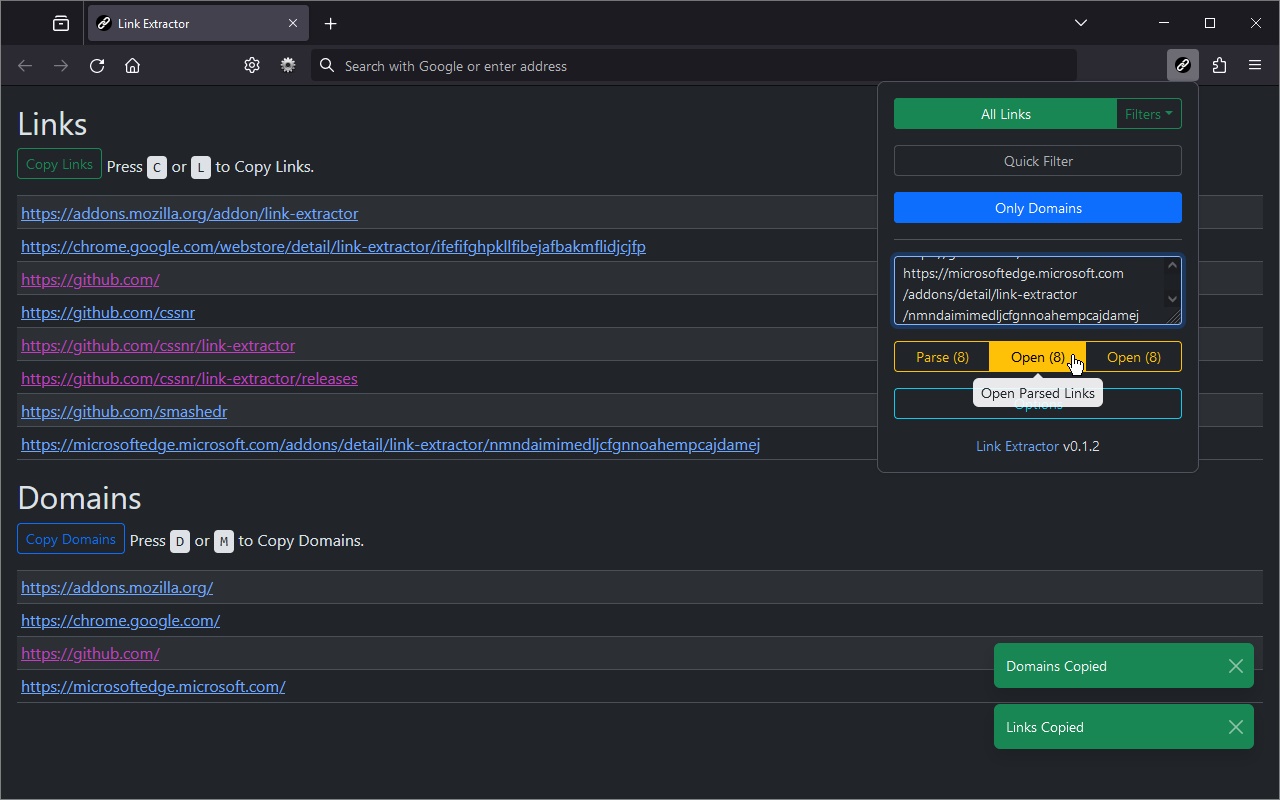 Link Extractor
Search with Google or enter address
Links
Copy Links Press C or L to Copy Links.
https://addons.mozilla.org/addon/link-extractor
https://chrome.google.com/webstore/detail/link-extractor/ifefifghpkllfibejafbakmflidjcjfp
https://github.com/
https://github.com/cssnr
https://github.com/cssnr/link-extractor
https://github.com/cssnr/link-extractor/releases
https://github.com/smashedr
https://microsoftedge.microsoft.com/addons/detail/link-extractor/nmndaimimedljcfgnnoahempcajdamej
Domains
Copy Domains Press D or M to Copy Domains.
https://addons.mozilla.org/
https://chrome.google.com/
https://github.com/
https://microsoftedge.microsoft.com/
All Links Filters
Quick Filter
Only Domains
https://microsoftedge.microsoft.com
/addons/detail/link-extractor
/nmndaimimedljcfgnnoahempcajdamej
Parse (8) Open (8) Open (8)
Open Parsed Links
Options
Link Extractor v0.1.2
Domains Copied
Links Copied